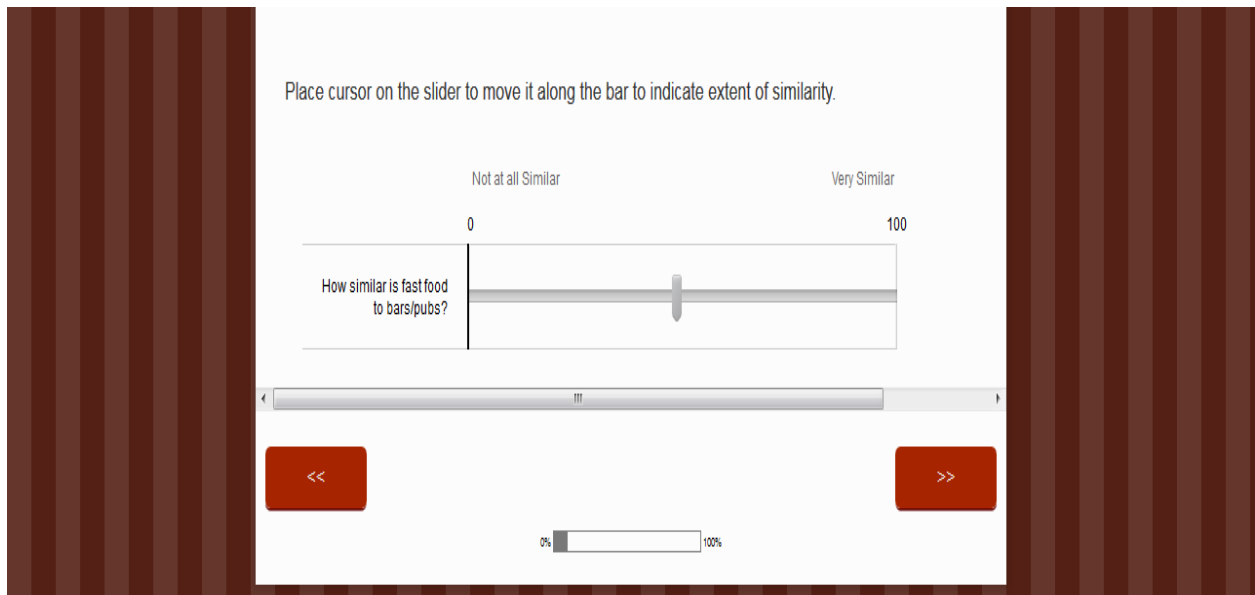 Place cursor on the slider to move it along the bar to indicate extent of similarity.
Not at all Similar Very Similar
0 100
How similar is fast food
to bars/pubs?
<< >>
0% 100%